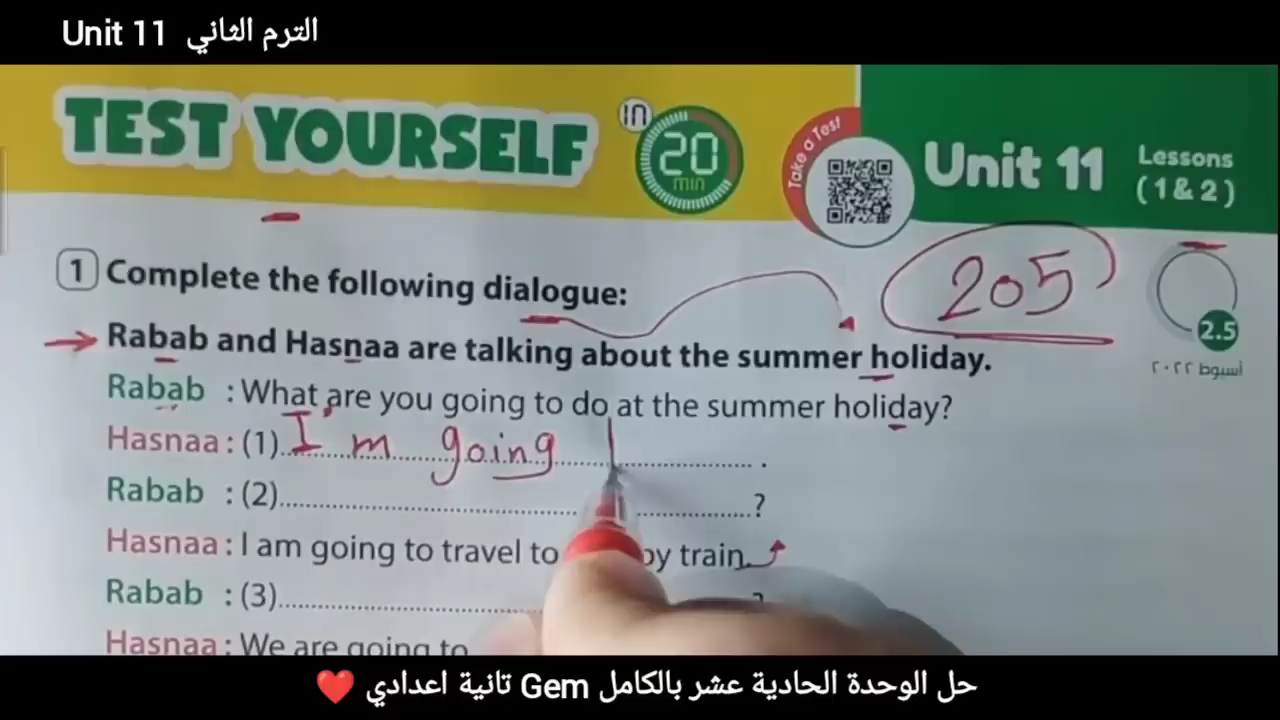 Unit 11 الترم الثاني
TEST YOURSELF
in 20 min
Take a Test
Unit 11
Lessons (1 & 2)
1 Complete the following dialogue:
205
2.5
أسيوط ٢٠٢٢
Rabab and Hasnaa are talking about the summer holiday.
Rabab : What are you going to do at the summer holiday?
Hasnaa : (1) I'm going
Rabab : (2) ?
Hasnaa : I am going to travel to by train.
Rabab : (3) ?
Hasnaa : We are going to
حل الوحدة الحادية عشر بالكامل Gem تانية اعدادي ❤️